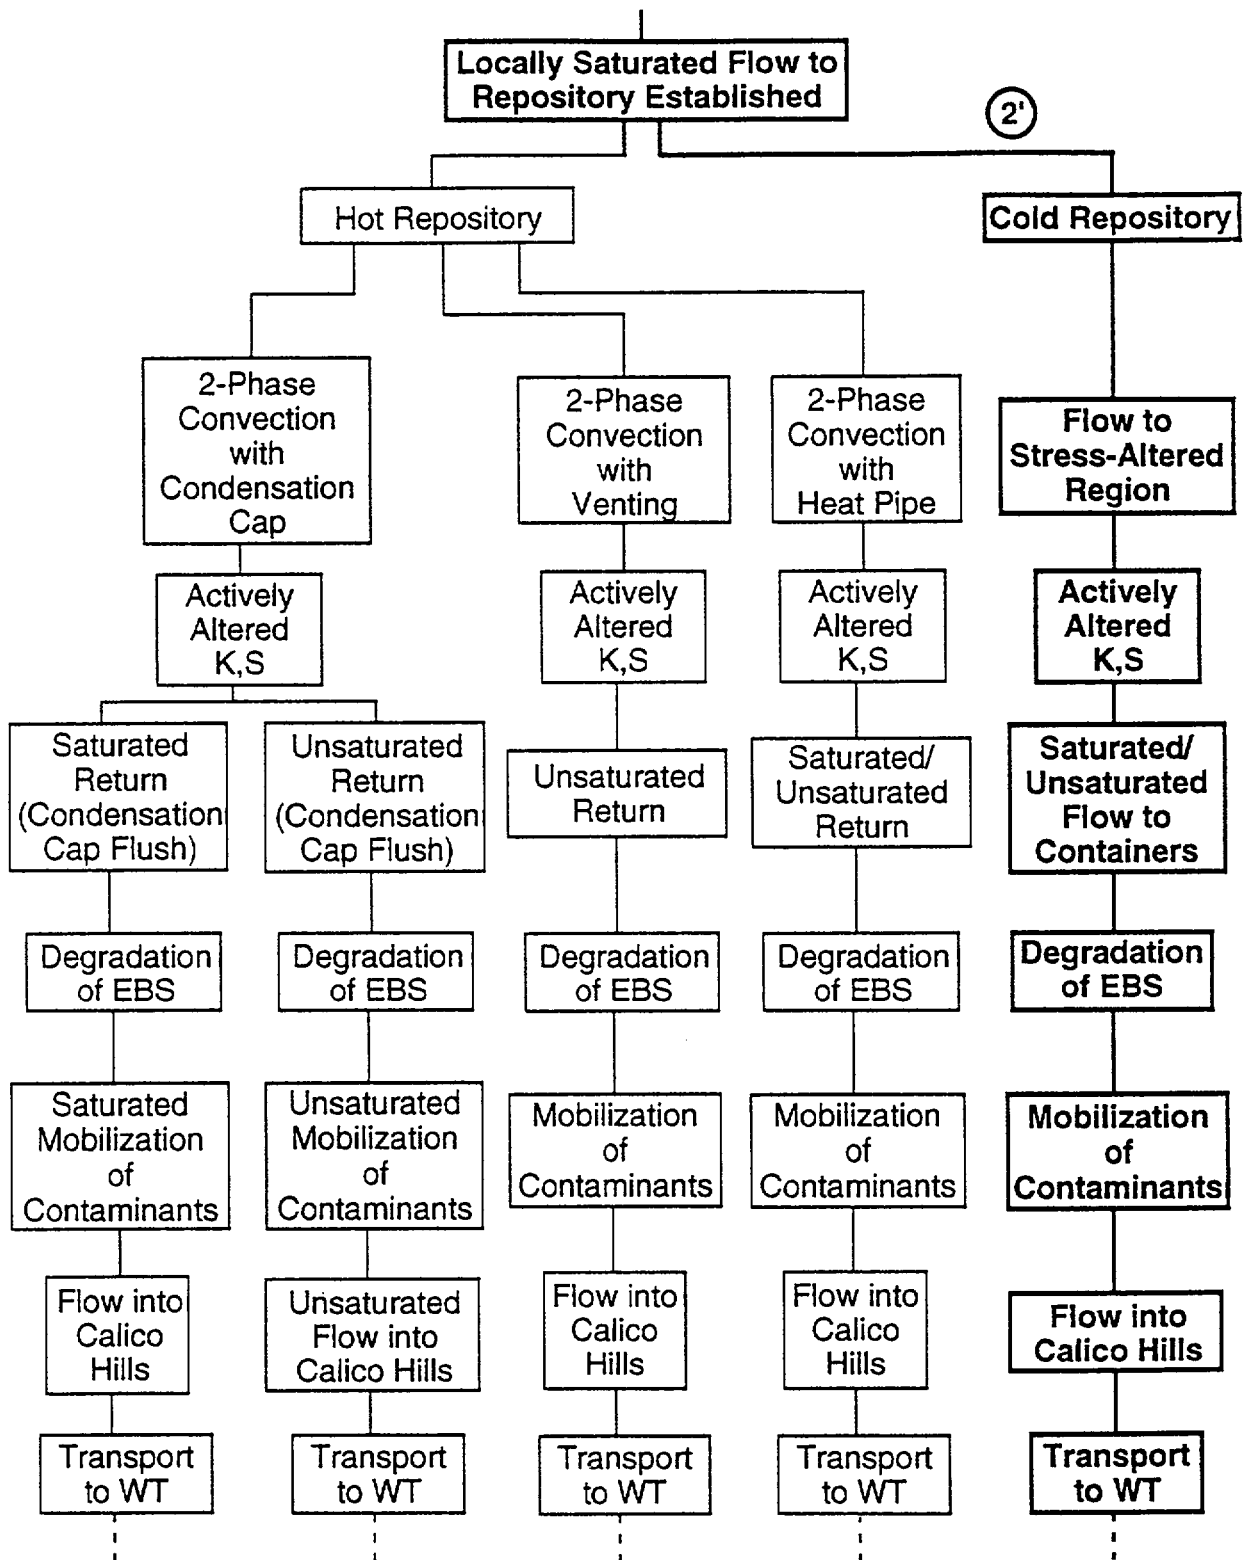 Locally Saturated Flow to
Repository Established
2'
Hot Repository
Cold Repository
2-Phase
Convection
with
Condensation
Cap
2-Phase
Convection
with
Venting
2-Phase
Convection
with
Heat Pipe
Flow to
Stress-Altered
Region
Actively
Altered
K,S
Actively
Altered
K,S
Actively
Altered
K,S
Actively
Altered
K,S
Saturated
Return
(Condensation
Cap Flush)
Unsaturated
Return
(Condensation
Cap Flush)
Unsaturated
Return
Saturated/
Unsaturated
Return
Saturated/
Unsaturated
Flow to
Containers
Degradation
of EBS
Degradation
of EBS
Degradation
of EBS
Degradation
of EBS
Degradation
of EBS
Saturated
Mobilization
of
Contaminants
Unsaturated
Mobilization
of
Contaminants
Mobilization
of
Contaminants
Mobilization
of
Contaminants
Mobilization
of
Contaminants
Flow into
Calico
Hills
Unsaturated
Flow into
Calico Hills
Flow into
Calico
Hills
Flow into
Calico
Hills
Flow into
Calico Hills
Transport
to WT
Transport
to WT
Transport
to WT
Transport
to WT
Transport
to WT